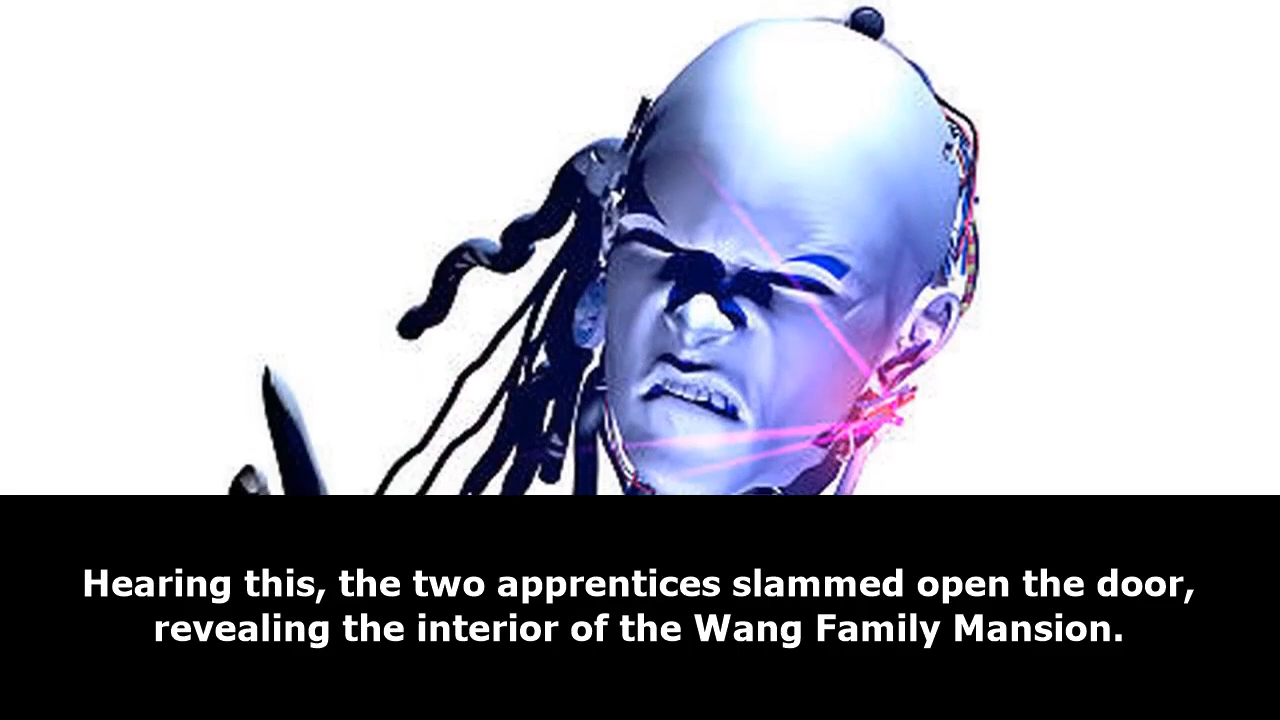 Hearing this, the two apprentices slammed open the door,
revealing the interior of the Wang Family Mansion.